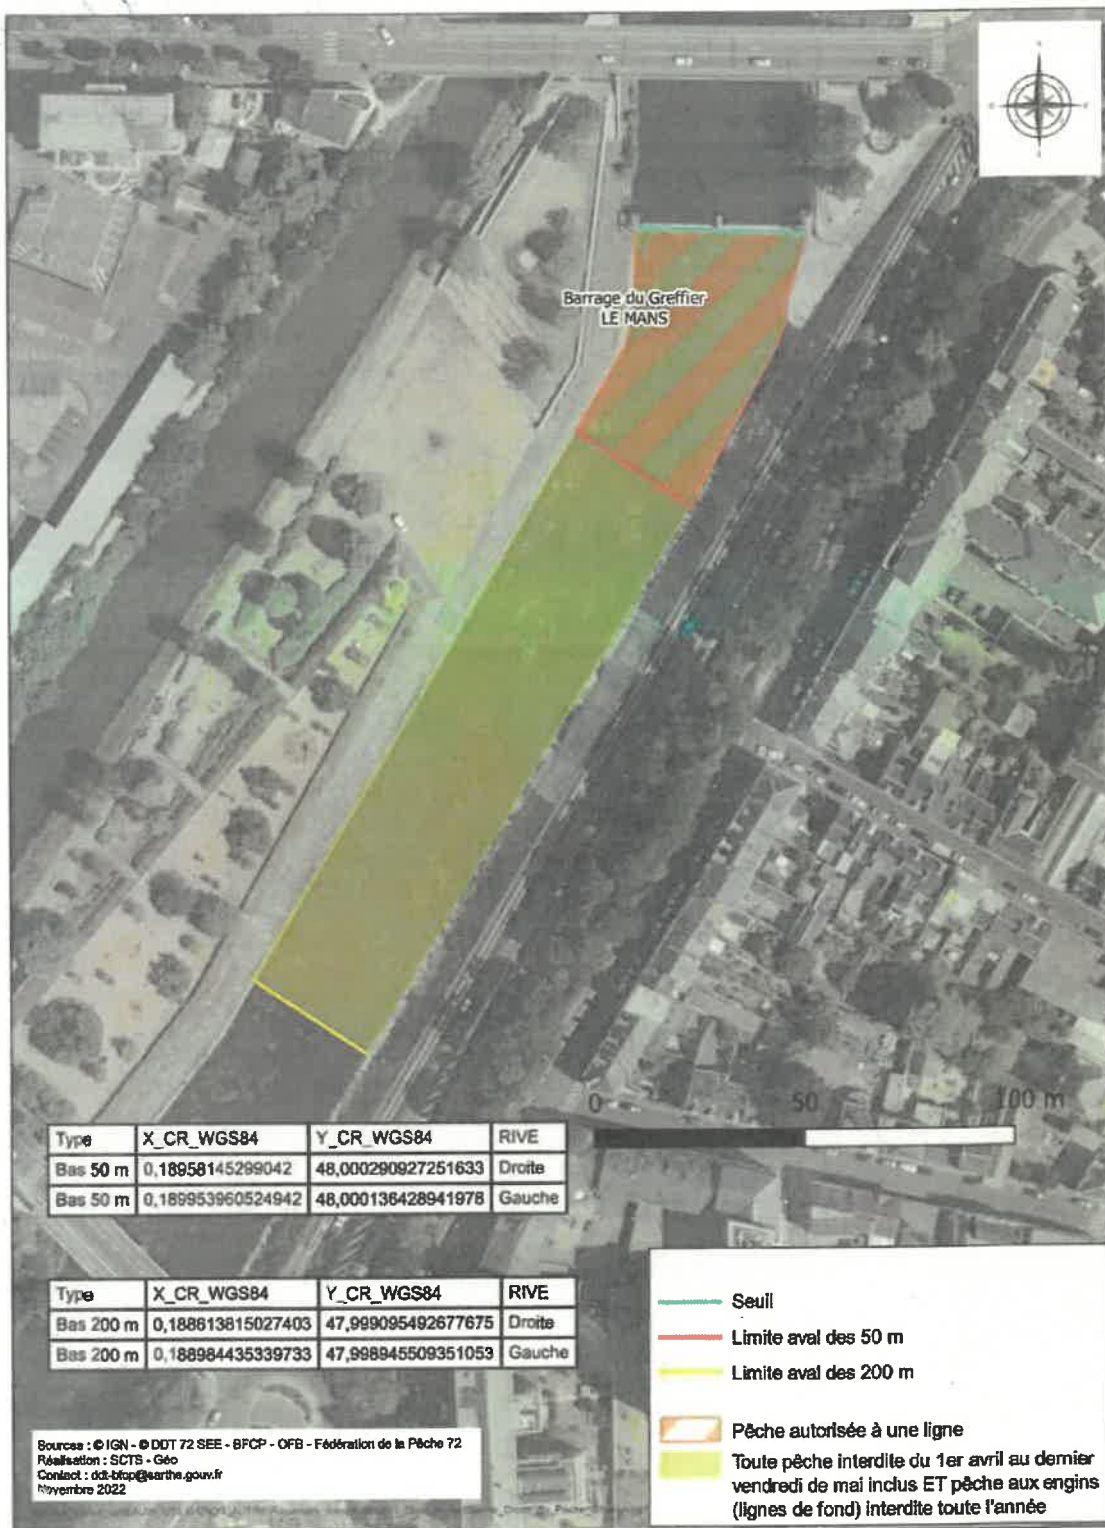 Barrage du Greffier
LE MANS
0 50 100 m
Type X_CR_WGS84 Y_CR_WGS84 RIVE
Bas 50 m 0,18958145299042 48,000290927251633 Droite
Bas 50 m 0,189953960524942 48,000136428941978 Gauche
Type X_CR_WGS84 Y_CR_WGS84 RIVE
Bas 200 m 0,188613815027403 47,999095492677675 Droite
Bas 200 m 0,188984435339733 47,998945509351053 Gauche
Seuil
Limite aval des 50 m
Limite aval des 200 m
Pêche autorisée à une ligne
Toute pêche interdite du 1er avril au dernier
vendredi de mai inclus ET pêche aux engins
(lignes de fond) interdite toute l'année
Sources : © IGN - © DDT 72 SEE - BFCP - OFB - Fédération de la Pêche 72
Réalisation : SCTS - Géo
Contact : ddt-bfcp@sarthe.gouv.fr
Novembre 2022